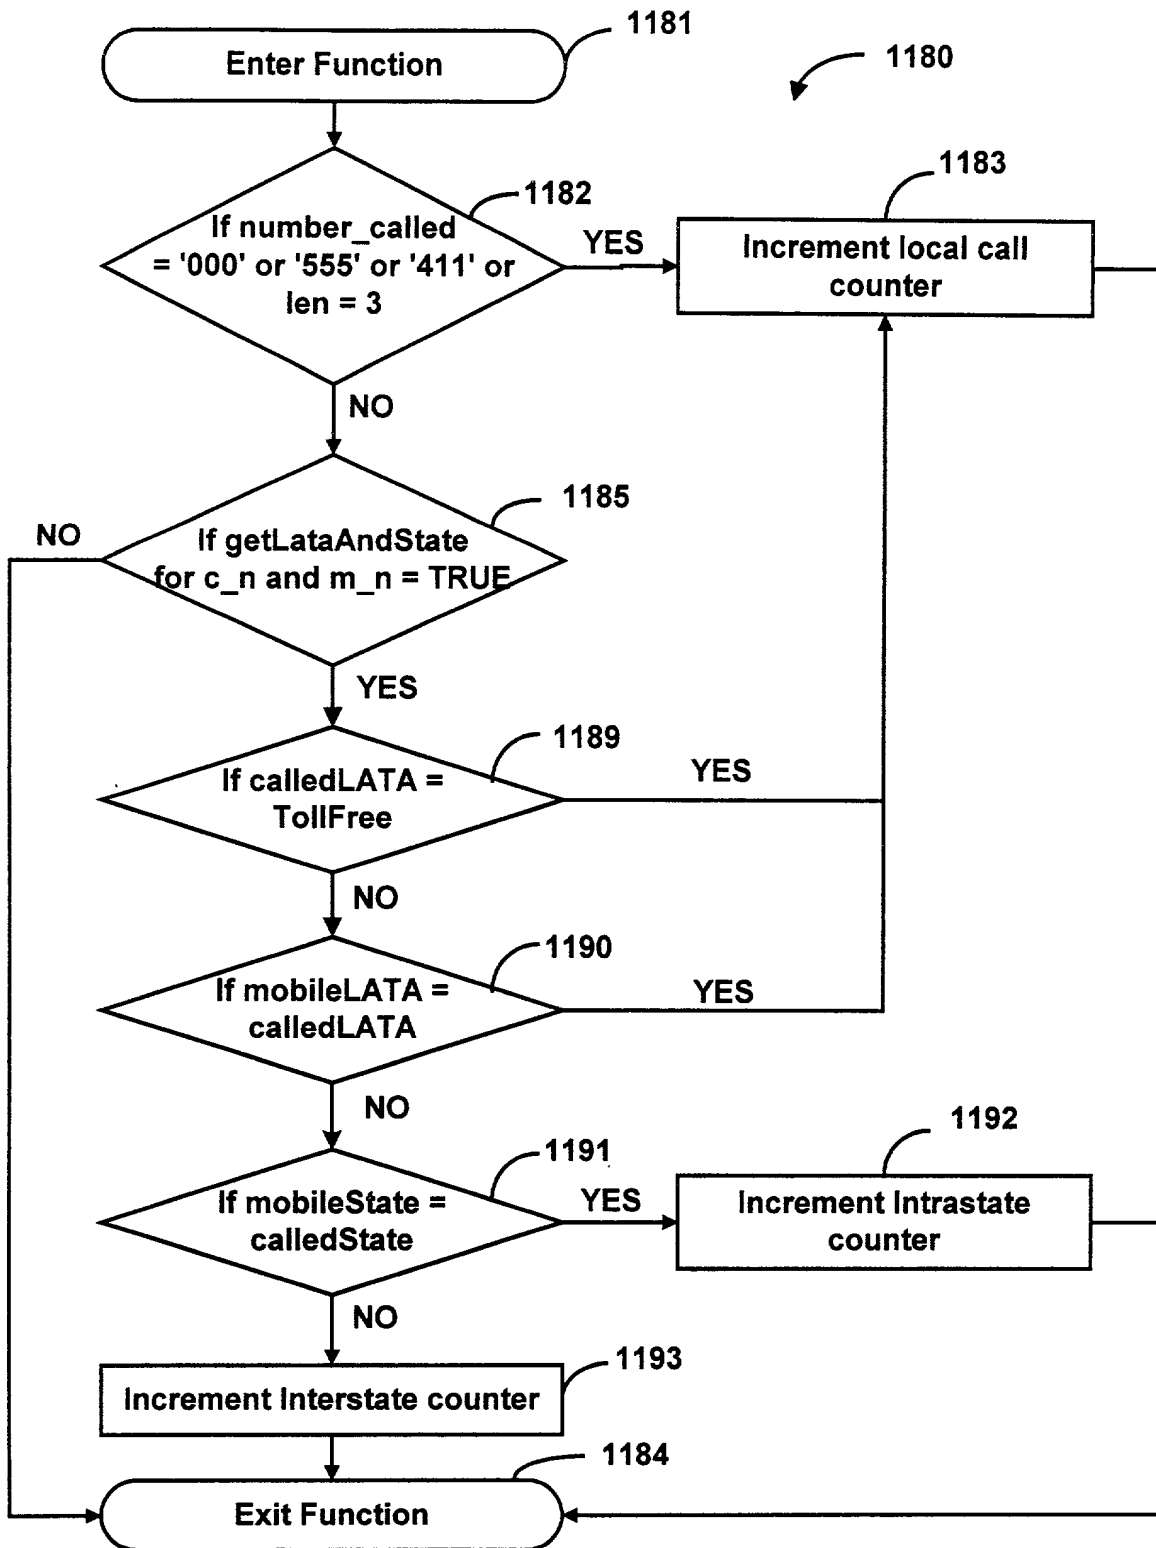 1181
Enter Function
1180
1182
If number_called
= '000' or '555' or '411' or
len = 3
YES
1183
Increment local call
counter
NO
1185
NO
If getLataAndState
for c_n and m_n = TRUE
YES
1189
If calledLATA =
TollFree
YES
NO
1190
If mobileLATA =
calledLATA
YES
NO
1191
If mobileState =
calledState
YES
1192
Increment Intrastate
counter
NO
1193
Increment Interstate counter
1184
Exit Function